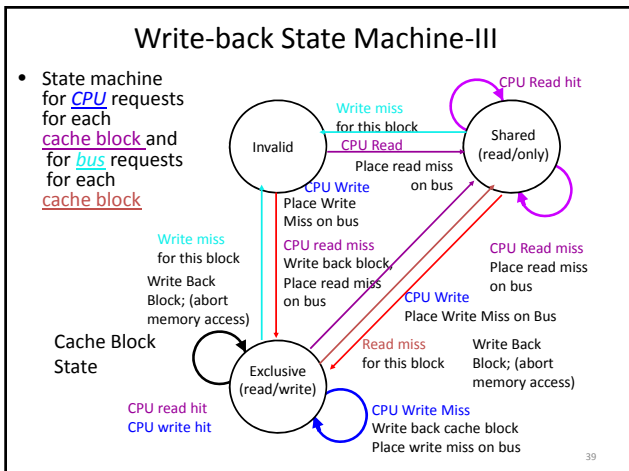 Write-back State Machine-III
• State machine
for CPU requests
for each
cache block and
for bus requests
for each
cache block
CPU Read hit
Write miss
for this block
Shared
(read/only)
Invalid
CPU Read
Place read miss
on bus
CPU Write
Place Write
Miss on bus
Write miss
for this block
Write Back
Block; (abort
memory access)
CPU read miss
Write back block,
Place read miss
on bus
CPU Read miss
Place read miss
on bus
CPU Write
Place Write Miss on Bus
Cache Block
State
Read miss
for this block
Write Back
Block; (abort
memory access)
Exclusive
(read/write)
CPU read hit
CPU write hit
CPU Write Miss
Write back cache block
Place write miss on bus
39